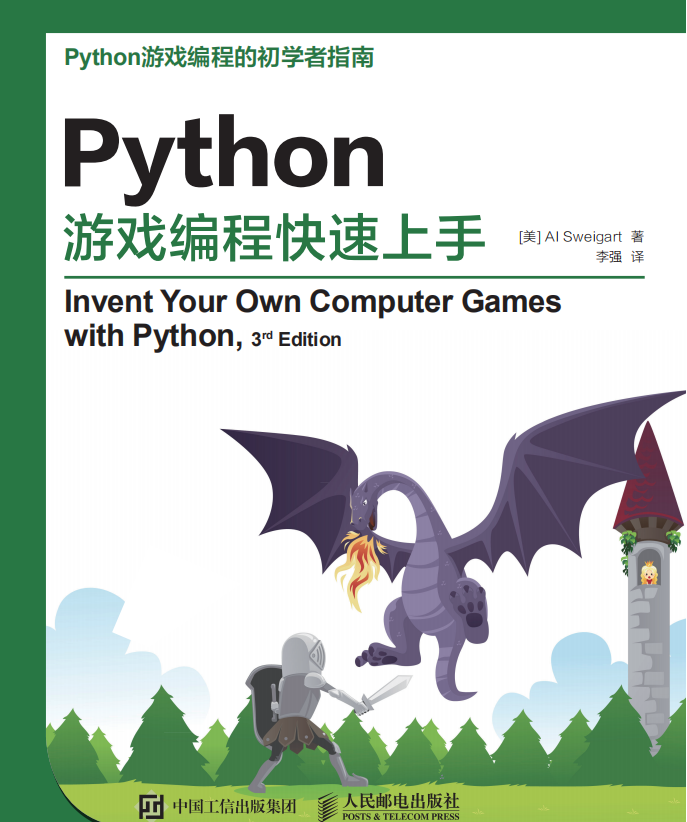 Python游戏编程的初学者指南
Python
游戏编程快速上手
[美] Al Sweigart 著
李强 译
Invent Your Own Computer Games
with Python, 3rd Edition
中国工信出版集团
人民邮电出版社
POSTS & TELECOM PRESS